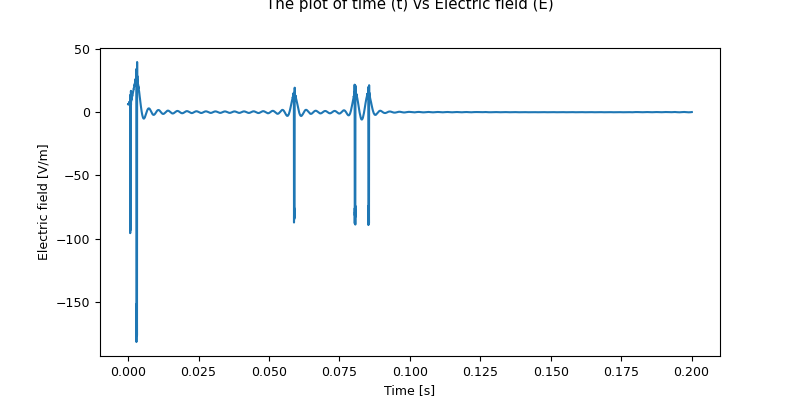 The plot of time (t) vs Electric field (E)
Electric field [V/m]
50
0
−50
−100
−150
0.000 0.025 0.050 0.075 0.100 0.125 0.150 0.175 0.200
Time [s]